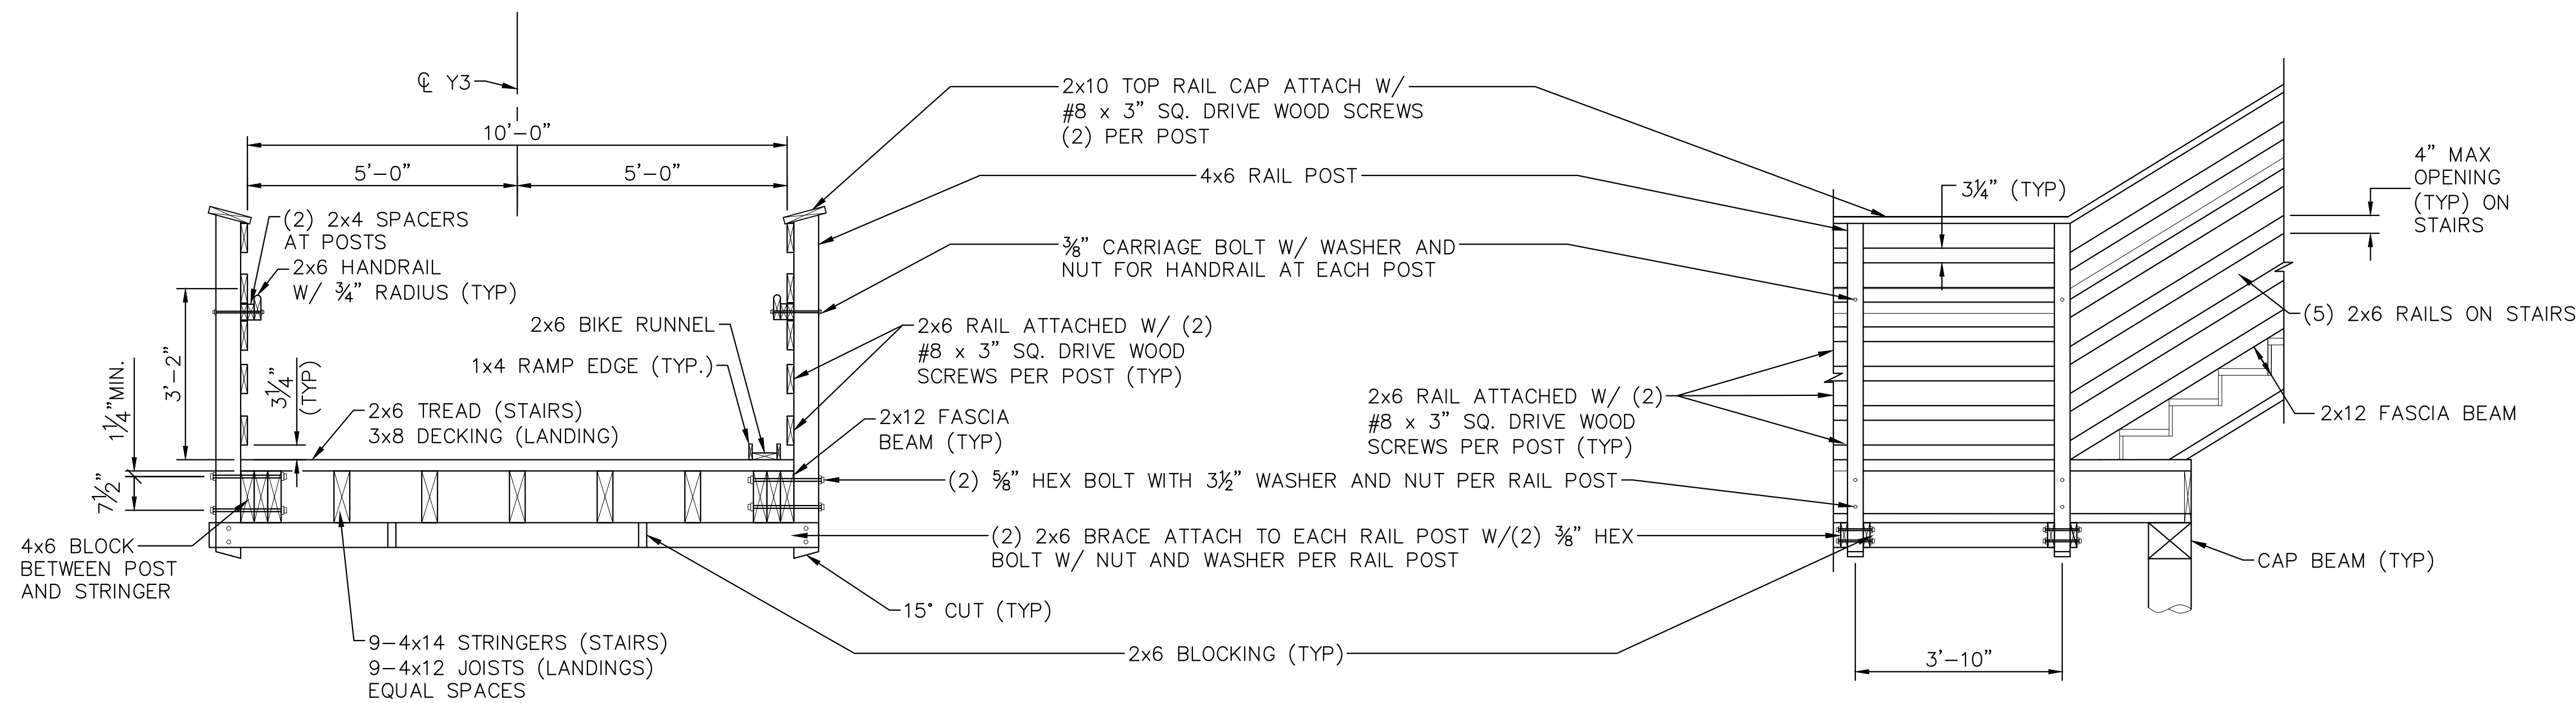 ℄ Y3
10'-0"
5'-0"
5'-0"
(2) 2x4 SPACERS
AT POSTS
2x6 HANDRAIL
W/ ¾" RADIUS (TYP)
2x6 BIKE RUNNEL
1x4 RAMP EDGE (TYP.)
1¼"MIN.
3'-2"
3¼"
(TYP)
7½"
2x6 TREAD (STAIRS)
3x8 DECKING (LANDING)
4x6 BLOCK
BETWEEN POST
AND STRINGER
9-4x14 STRINGERS (STAIRS)
9-4x12 JOISTS (LANDINGS)
EQUAL SPACES
2x10 TOP RAIL CAP ATTACH W/
#8 x 3" SQ. DRIVE WOOD SCREWS
(2) PER POST
4x6 RAIL POST
⅜" CARRIAGE BOLT W/ WASHER AND
NUT FOR HANDRAIL AT EACH POST
2x6 RAIL ATTACHED W/ (2)
#8 x 3" SQ. DRIVE WOOD
SCREWS PER POST (TYP)
2x12 FASCIA
BEAM (TYP)
(2) ⅝" HEX BOLT WITH 3½" WASHER AND NUT PER RAIL POST
(2) 2x6 BRACE ATTACH TO EACH RAIL POST W/(2) ⅜" HEX
BOLT W/ NUT AND WASHER PER RAIL POST
15° CUT (TYP)
2x6 BLOCKING (TYP)
2x6 RAIL ATTACHED W/ (2)
#8 x 3" SQ. DRIVE WOOD
SCREWS PER POST (TYP)
3¼" (TYP)
4" MAX
OPENING
(TYP) ON
STAIRS
(5) 2x6 RAILS ON STAIRS
2x12 FASCIA BEAM
CAP BEAM (TYP)
3'-10"